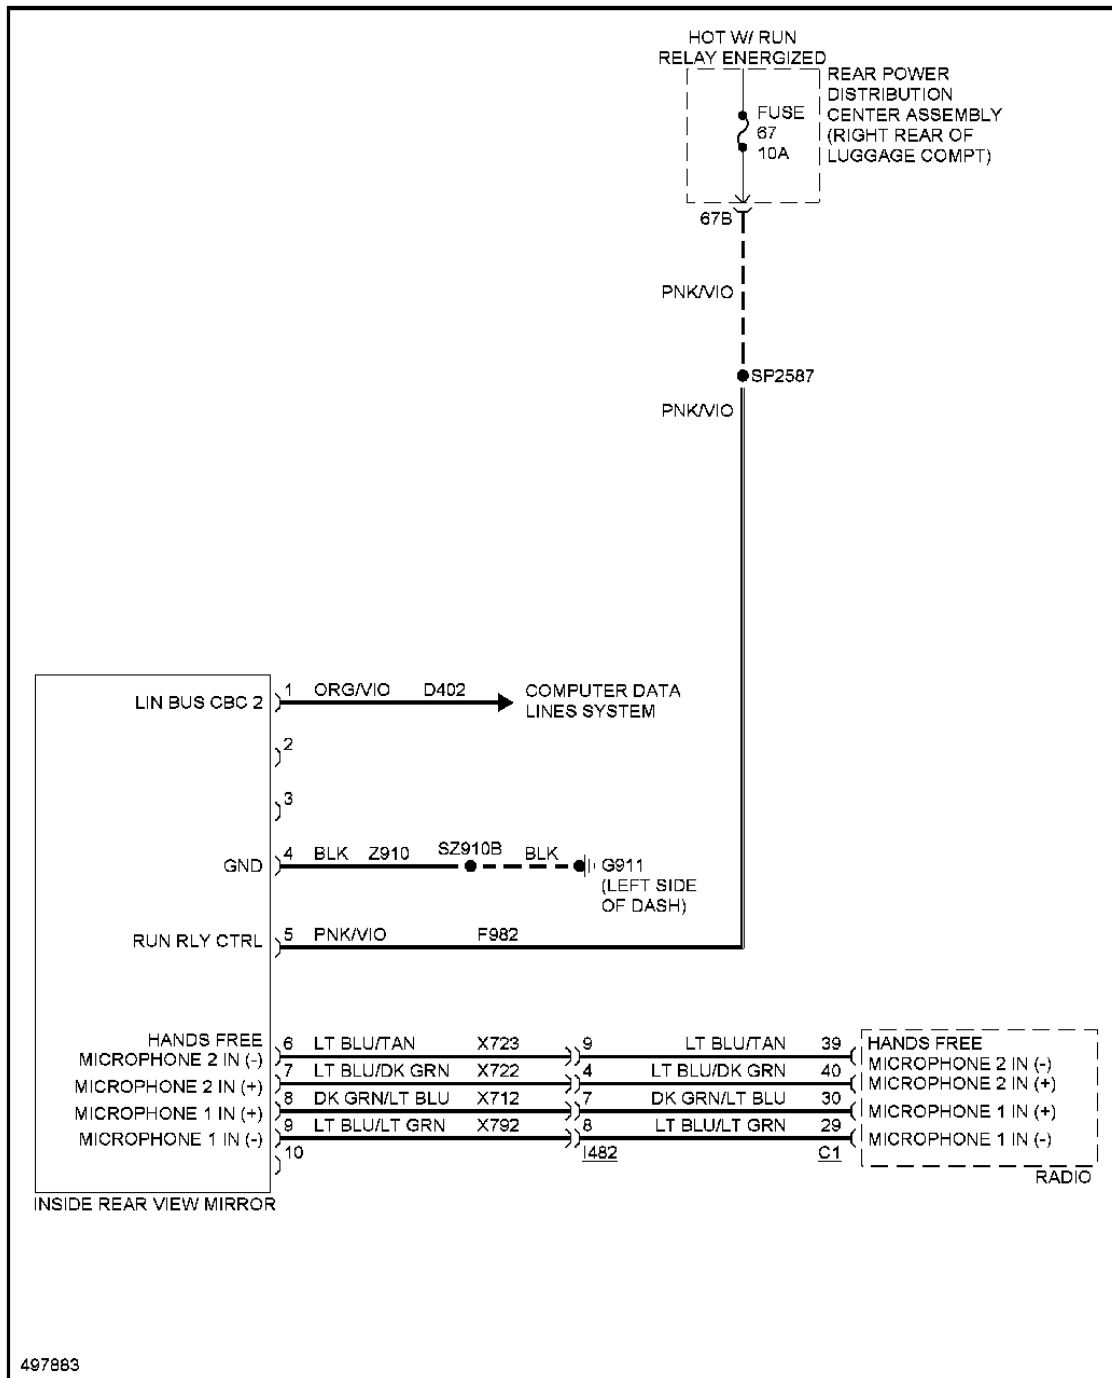 HOT W/ RUN
RELAY ENERGIZED
REAR POWER
DISTRIBUTION
CENTER ASSEMBLY
(RIGHT REAR OF
LUGGAGE COMPT)
FUSE
67
10A
67B
PNK/VIO
SP2587
PNK/VIO
LIN BUS CBC 2
1 ORG/VIO D402
COMPUTER DATA
LINES SYSTEM
2
3
GND
4 BLK Z910 SZ910B BLK G911
(LEFT SIDE
OF DASH)
RUN RLY CTRL 5 PNK/VIO F982
HANDS FREE
MICROPHONE 2 IN (-) 6 LT BLU/TAN X723 9 LT BLU/TAN 39 HANDS FREE
MICROPHONE 2 IN (-)
MICROPHONE 2 IN (+) 7 LT BLU/DK GRN X722 4 LT BLU/DK GRN 40 MICROPHONE 2 IN (+)
MICROPHONE 1 IN (+) 8 DK GRN/LT BLU X712 7 DK GRN/LT BLU 30 MICROPHONE 1 IN (+)
MICROPHONE 1 IN (-) 9 LT BLU/LT GRN X792 8 LT BLU/LT GRN 29 MICROPHONE 1 IN (-)
10 I482 C1
RADIO
INSIDE REAR VIEW MIRROR
497883